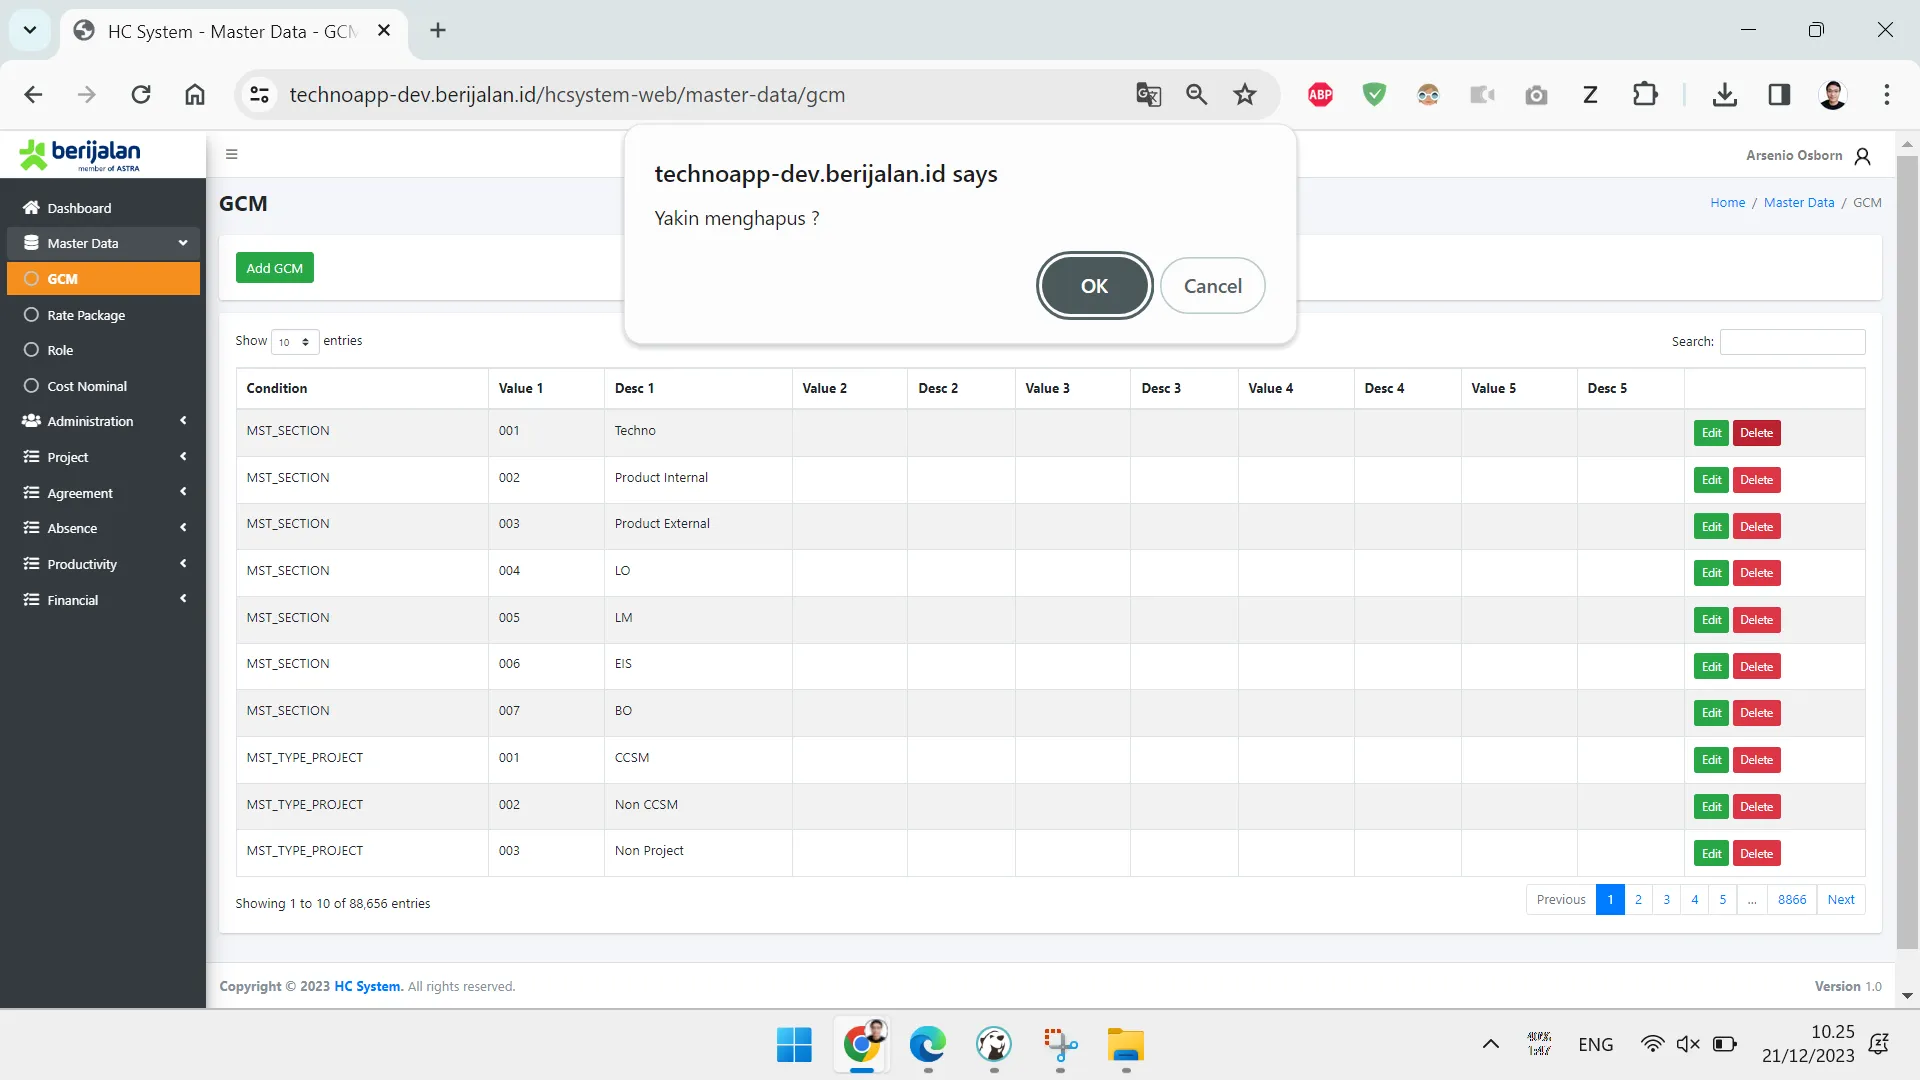 HC System - Master Data - GCM
technoapp-dev.berijalan.id/hcsystem-web/master-data/gcm
ABP
Z
berijalan
member of ASTRA
Arsenio Osborn
technoapp-dev.berijalan.id says
Yakin menghapus ?
OK
Cancel
Dashboard
Master Data
GCM
Rate Package
Role
Cost Nominal
Administration
Project
Agreement
Absence
Productivity
Financial
GCM
Home / Master Data / GCM
Add GCM
Show 10 entries
Search:
Condition Value 1 Desc 1 Value 2 Desc 2 Value 3 Desc 3 Value 4 Desc 4 Value 5 Desc 5
MST_SECTION 001 Techno Edit Delete
MST_SECTION 002 Product Internal Edit Delete
MST_SECTION 003 Product External Edit Delete
MST_SECTION 004 LO Edit Delete
MST_SECTION 005 LM Edit Delete
MST_SECTION 006 EIS Edit Delete
MST_SECTION 007 BO Edit Delete
MST_TYPE_PROJECT 001 CCSM Edit Delete
MST_TYPE_PROJECT 002 Non CCSM Edit Delete
MST_TYPE_PROJECT 003 Non Project Edit Delete
Showing 1 to 10 of 88,656 entries
Previous 1 2 3 4 5 ... 8866 Next
Copyright © 2023 HC System. All rights reserved.
Version 1.0
ENG
10.25
21/12/2023